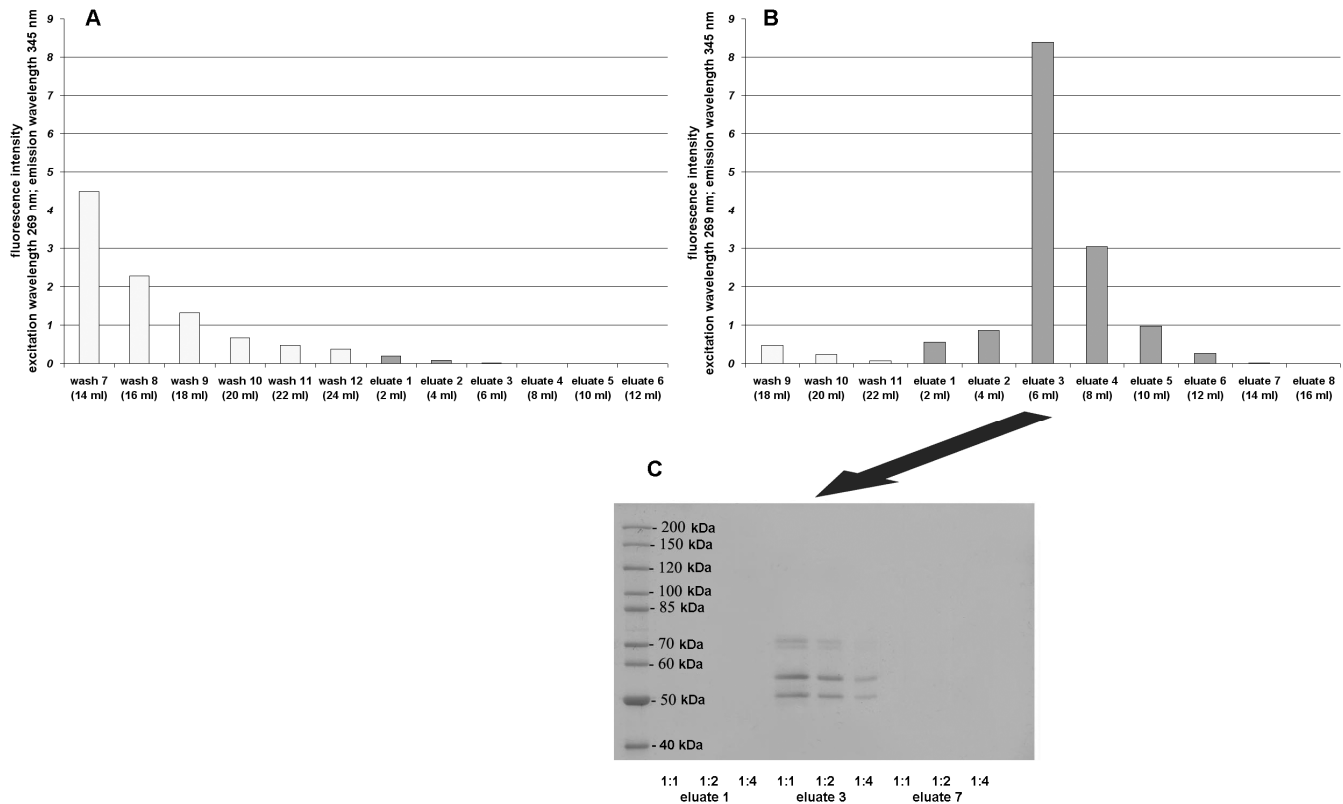 A
fluorescence intensity
excitation wavelength 269 nm; emission wavelength 345 nm
9
8
7
6
5
4
3
2
1
0
wash 7 wash 8 wash 9 wash 10 wash 11 wash 12 eluate 1 eluate 2 eluate 3 eluate 4 eluate 5 eluate 6
(14 ml) (16 ml) (18 ml) (20 ml) (22 ml) (24 ml) (2 ml) (4 ml) (6 ml) (8 ml) (10 ml) (12 ml)
B
fluorescence intensity
excitation wavelength 269 nm; emission wavelength 345 nm
9
8
7
6
5
4
3
2
1
0
wash 9 wash 10 wash 11 eluate 1 eluate 2 eluate 3 eluate 4 eluate 5 eluate 6 eluate 7 eluate 8
(18 ml) (20 ml) (22 ml) (2 ml) (4 ml) (6 ml) (8 ml) (10 ml) (12 ml) (14 ml) (16 ml)
C
- 200 kDa
- 150 kDa
- 120 kDa
- 100 kDa
- 85 kDa
- 70 kDa
- 60 kDa
- 50 kDa
- 40 kDa
1:1 1:2 1:4 1:1 1:2 1:4 1:1 1:2 1:4
eluate 1 eluate 3 eluate 7